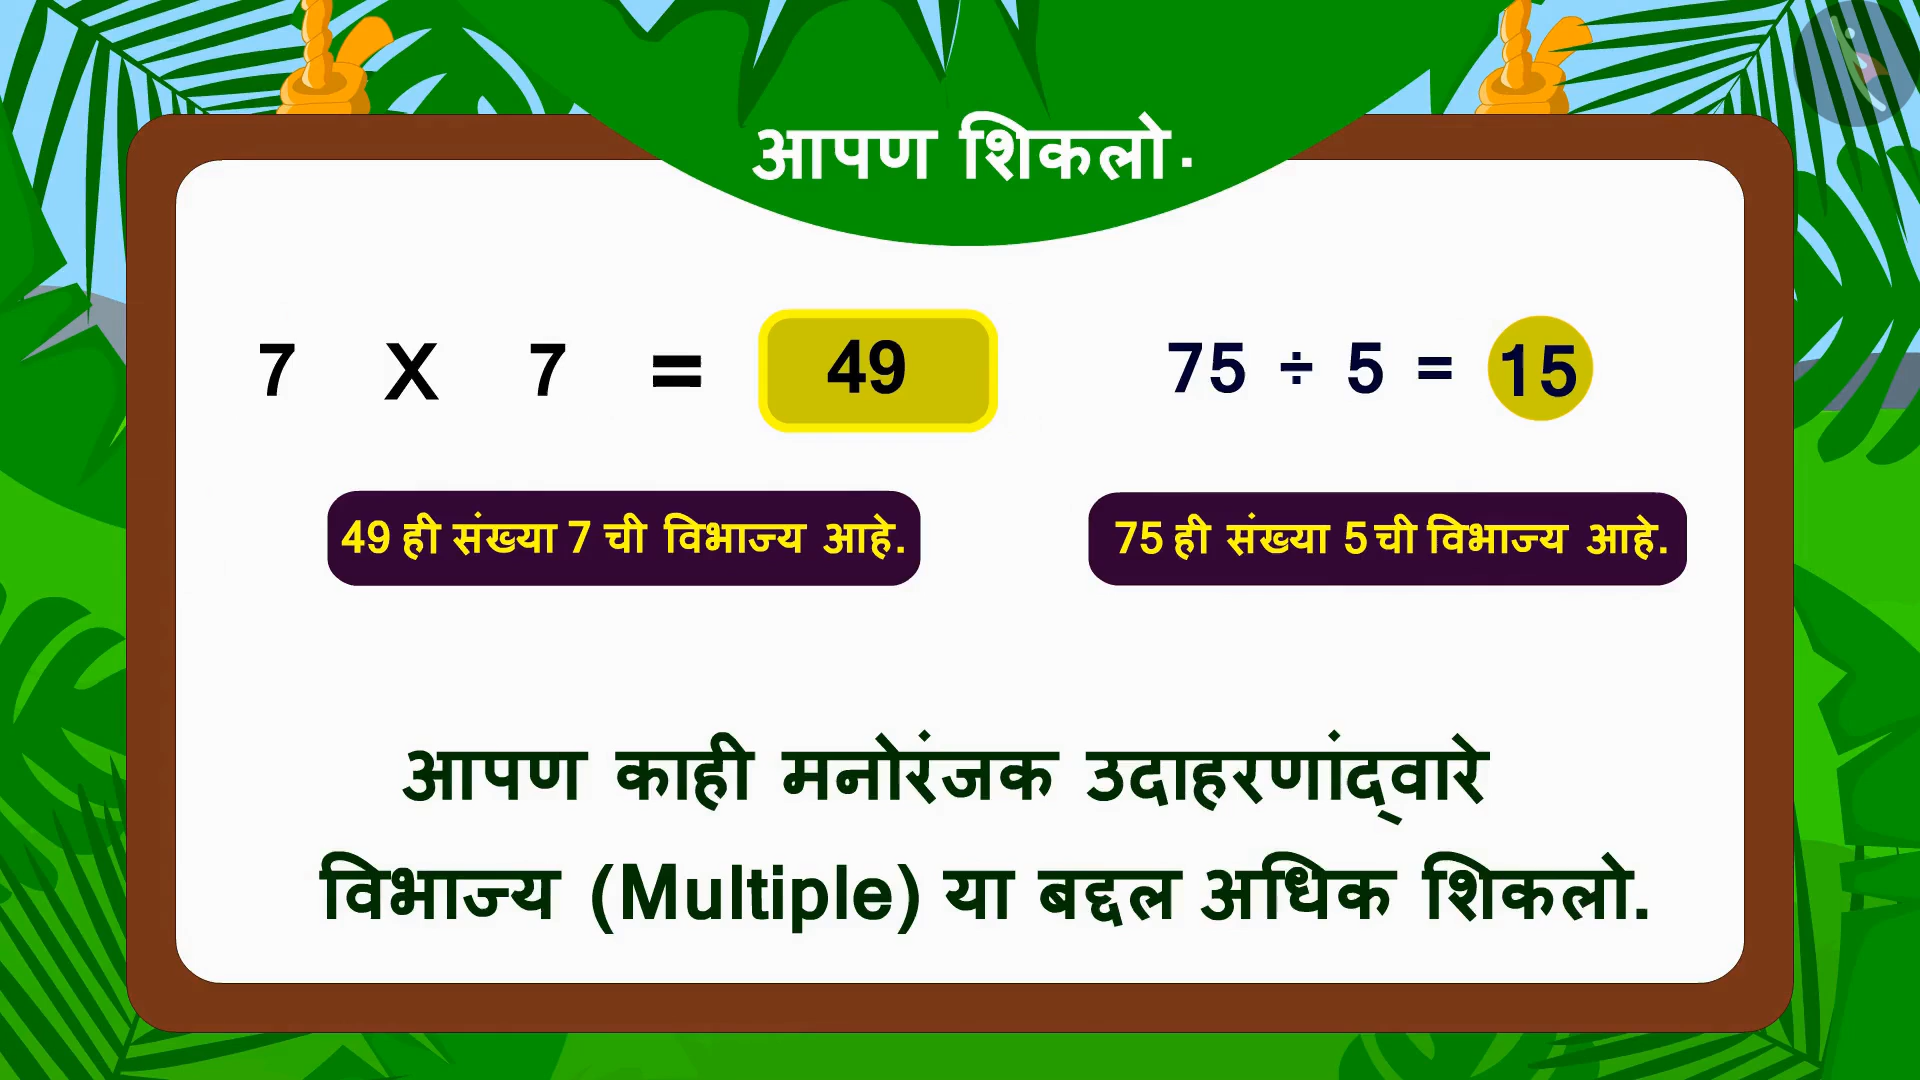 आपण शिकलो.
7 X 7 = 49
75 ÷ 5 = 15
49 ही संख्या 7 ची विभाज्य आहे.
75 ही संख्या 5 ची विभाज्य आहे.
आपण काही मनोरंजक उदाहरणांद्‌वारे
विभाज्य (Multiple) या बद्दल अधिक शिकलो.